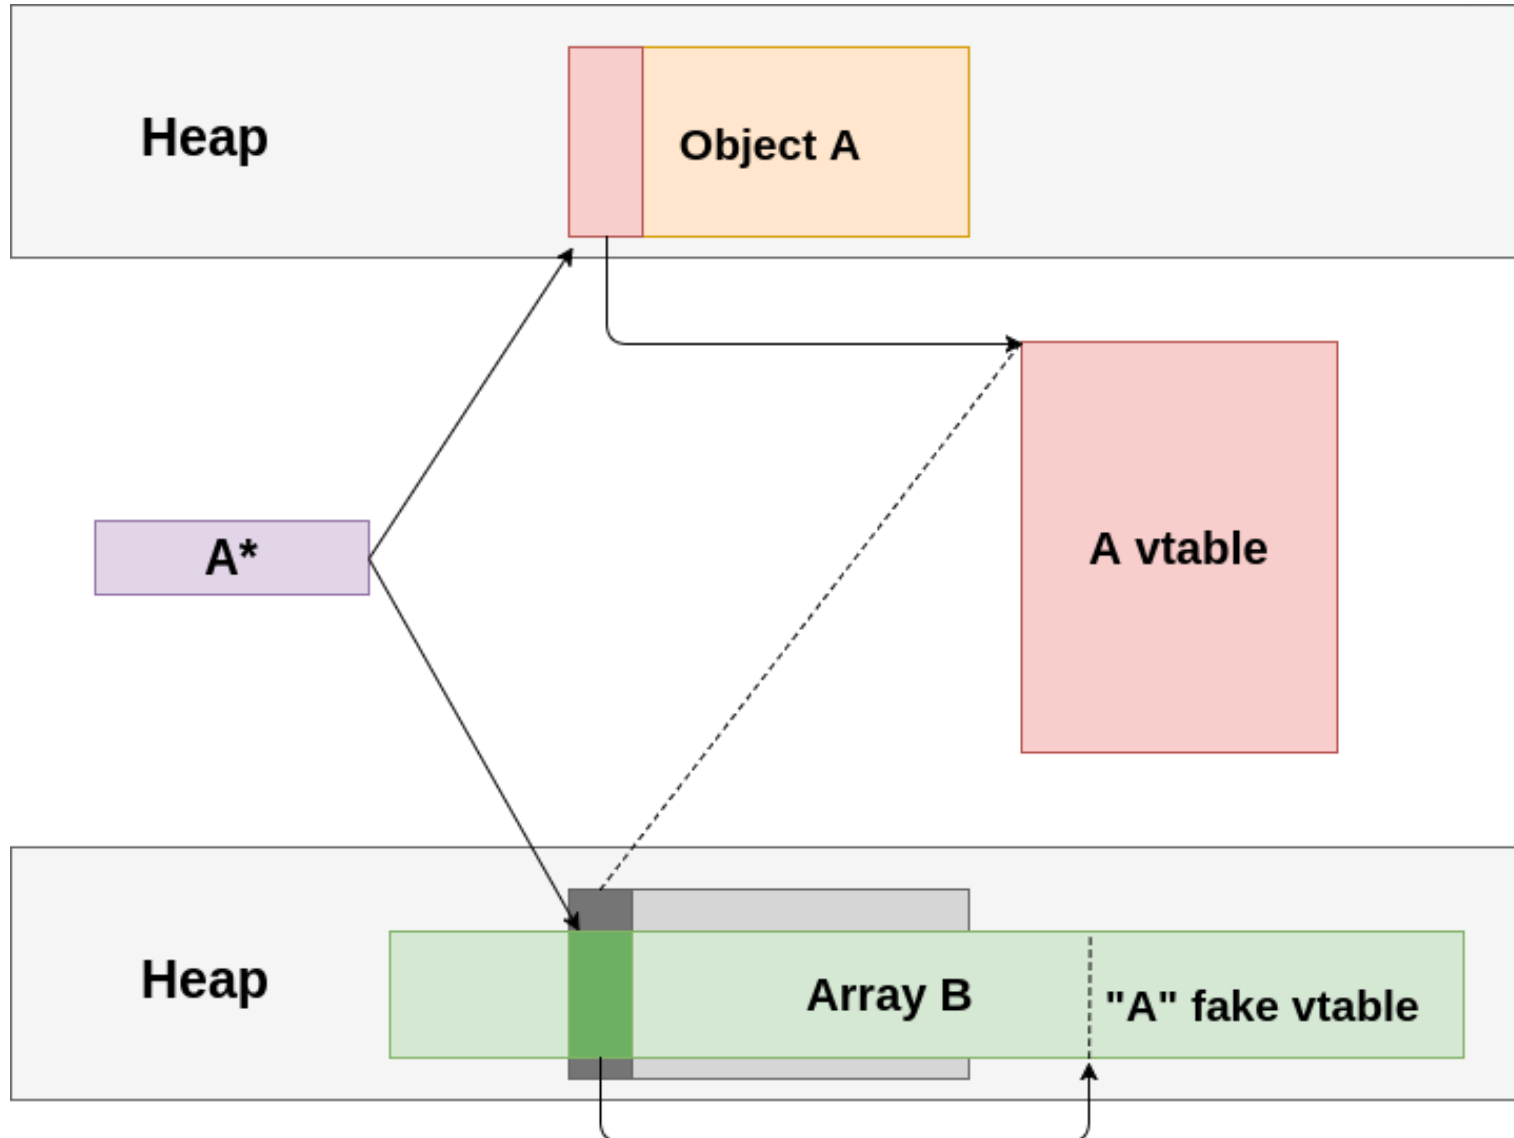 Heap
Object A
A*
A vtable
Heap
Array B
"A" fake vtable